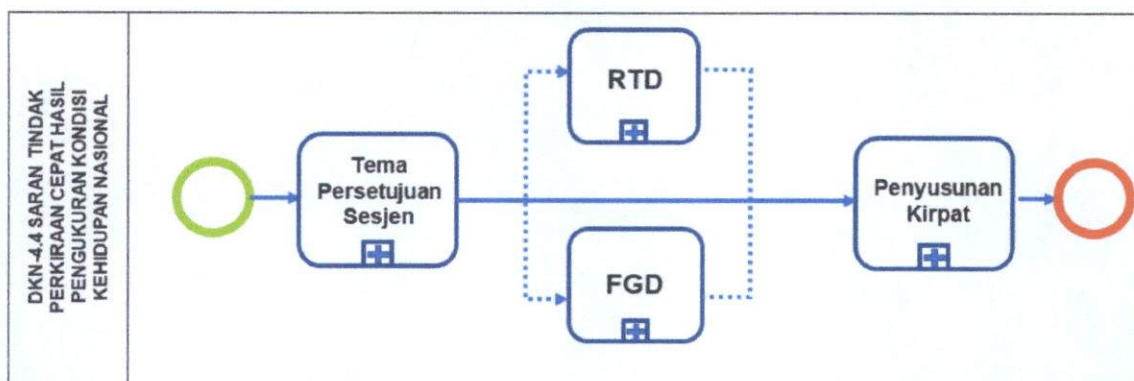 DKN-4.4 SARAN TINDAK
PERKIRAAN CEPAT HASIL
PENGUKURAN KONDISI
KEHIDUPAN NASIONAL
Tema
Persetujuan
Sesjen
RTD
FGD
Penyusunan
Kirpat